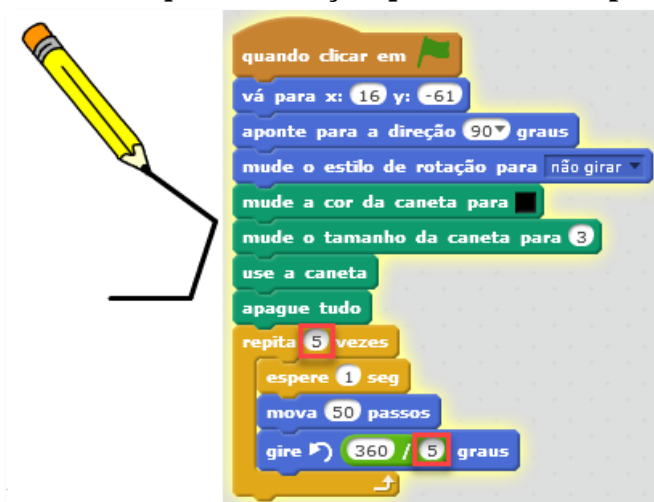 quando clicar em
vá para x: 16 y: -61
aponte para a direção 90 graus
mude o estilo de rotação para não girar
mude a cor da caneta para
mude o tamanho da caneta para 3
use a caneta
apague tudo
repita 5 vezes
espere 1 seg
mova 50 passos
gire 360 / 5 graus